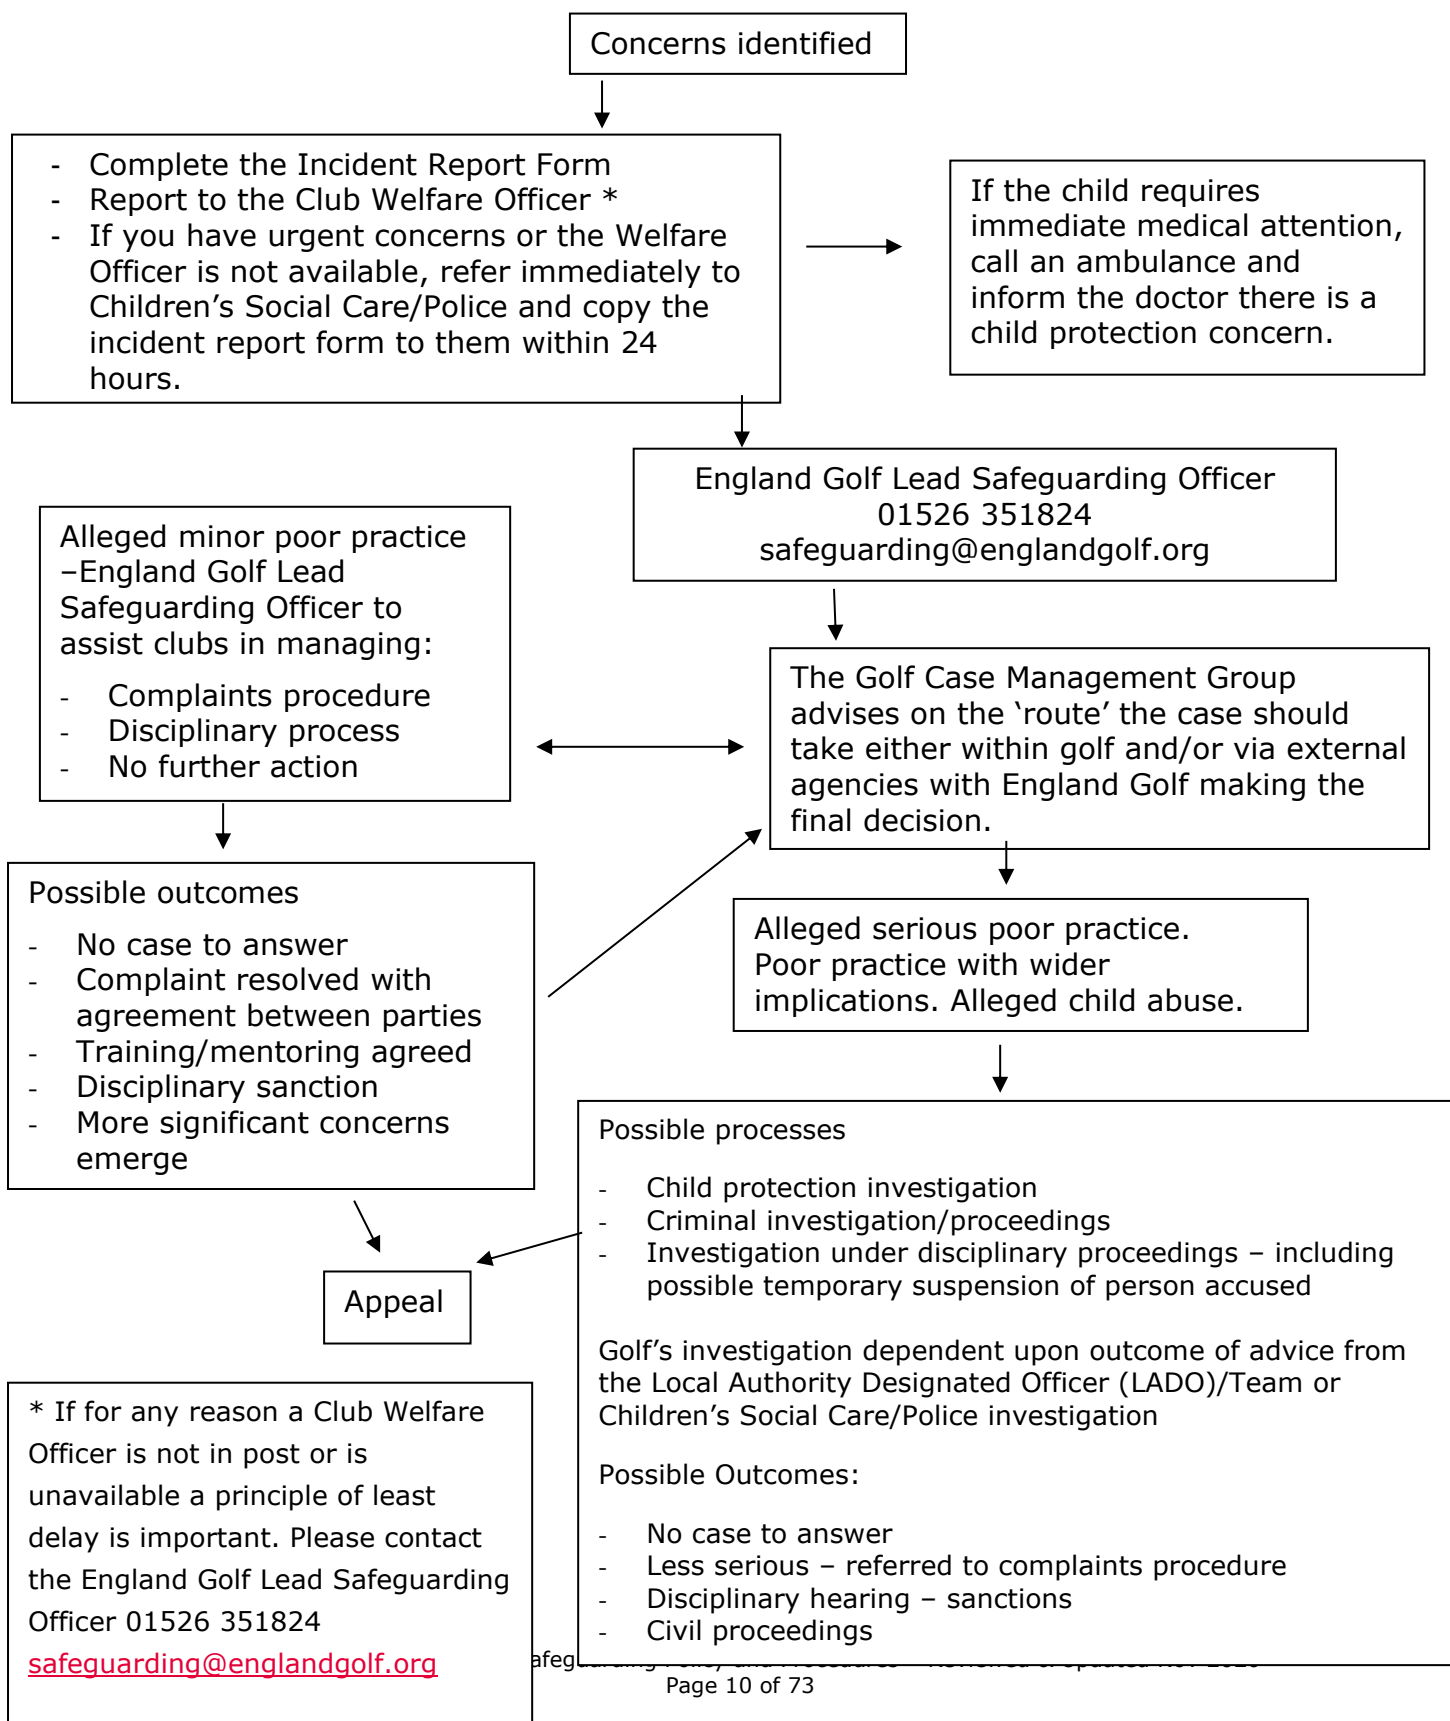 Concerns identified
- Complete the Incident Report Form
- Report to the Club Welfare Officer *
- If you have urgent concerns or the Welfare
Officer is not available, refer immediately to
Children’s Social Care/Police and copy the
incident report form to them within 24
hours.
If the child requires
immediate medical attention,
call an ambulance and
inform the doctor there is a
child protection concern.
England Golf Lead Safeguarding Officer
01526 351824
safeguarding@englandgolf.org
Alleged minor poor practice
–England Golf Lead
Safeguarding Officer to
assist clubs in managing:
- Complaints procedure
- Disciplinary process
- No further action
The Golf Case Management Group
advises on the ‘route’ the case should
take either within golf and/or via external
agencies with England Golf making the
final decision.
Possible outcomes
- No case to answer
- Complaint resolved with
agreement between parties
- Training/mentoring agreed
- Disciplinary sanction
- More significant concerns
emerge
Alleged serious poor practice.
Poor practice with wider
implications. Alleged child abuse.
Possible processes
- Child protection investigation
- Criminal investigation/proceedings
- Investigation under disciplinary proceedings – including
possible temporary suspension of person accused
Golf’s investigation dependent upon outcome of advice from
the Local Authority Designated Officer (LADO)/Team or
Children’s Social Care/Police investigation
Possible Outcomes:
- No case to answer
- Less serious – referred to complaints procedure
- Disciplinary hearing – sanctions
- Civil proceedings
Appeal
* If for any reason a Club Welfare
Officer is not in post or is
unavailable a principle of least
delay is important. Please contact
the England Golf Lead Safeguarding
Officer 01526 351824
safeguarding@englandgolf.org
Page 10 of 73